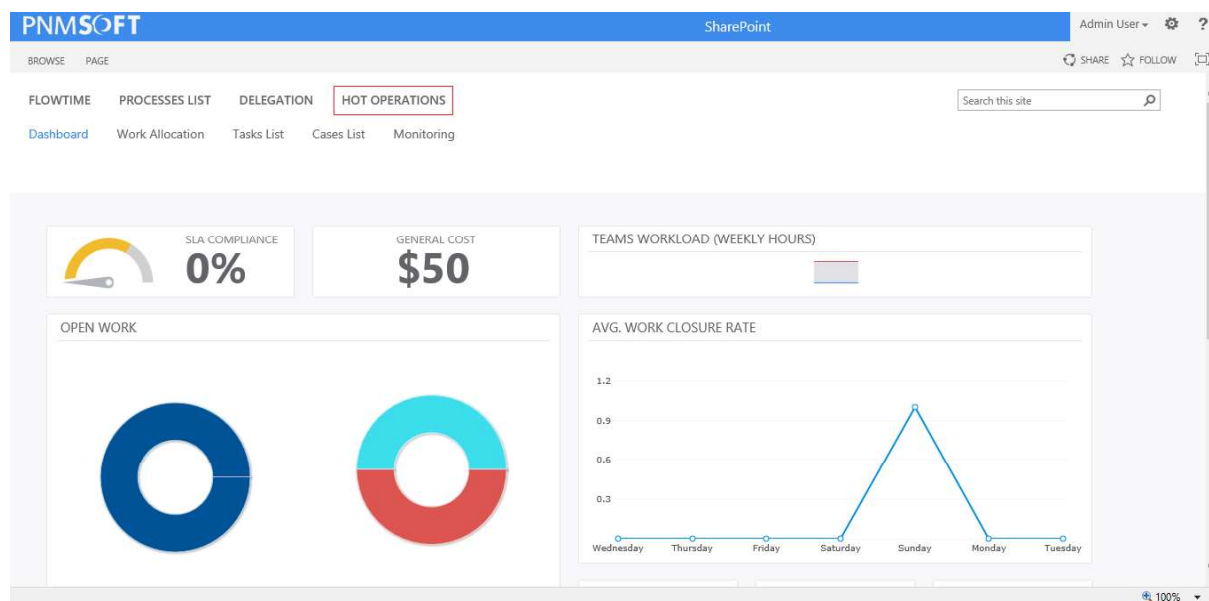 PNMSOFT SharePoint Admin User ?
BROWSE PAGE SHARE FOLLOW
FLOWTIME PROCESSES LIST DELEGATION HOT OPERATIONS Search this site
Dashboard Work Allocation Tasks List Cases List Monitoring
SLA COMPLIANCE
0%
GENERAL COST
$50
TEAMS WORKLOAD (WEEKLY HOURS)
OPEN WORK
AVG. WORK CLOSURE RATE
1.2
0.9
0.6
0.3
Wednesday Thursday Friday Saturday Sunday Monday Tuesday
100%